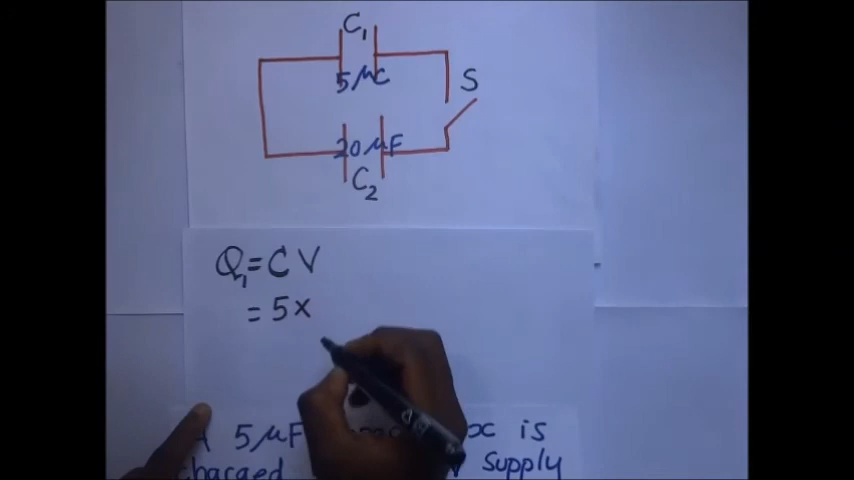 C₁
5μC
S
20μF
C₂
Q₁=CV
=5x
A 5μF is
charged supply